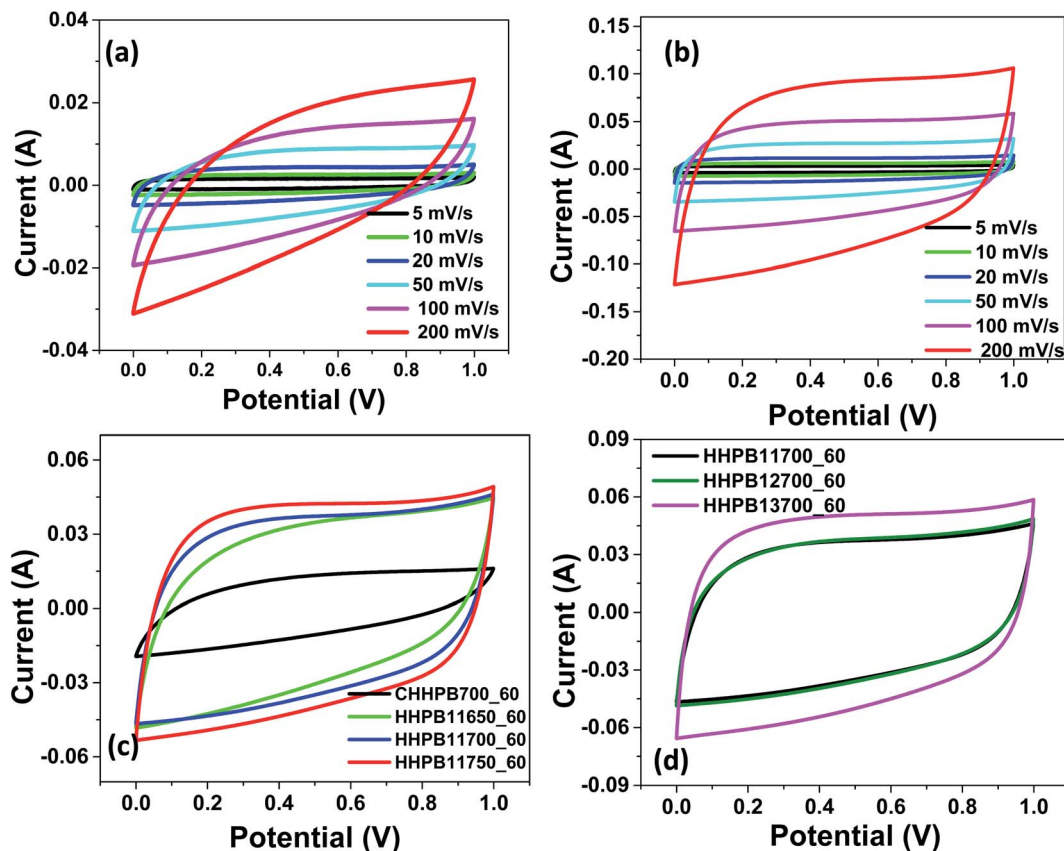 (a)
0.04
0.02
0.00
-0.02
-0.04
Current (A)
5 mV/s
10 mV/s
20 mV/s
50 mV/s
100 mV/s
200 mV/s
0.0 0.2 0.4 0.6 0.8 1.0
Potential (V)
(b)
0.15
0.10
0.05
0.00
-0.05
-0.10
-0.15
-0.20
Current (A)
5 mV/s
10 mV/s
20 mV/s
50 mV/s
100 mV/s
200 mV/s
0.0 0.2 0.4 0.6 0.8 1.0
Potential (V)
0.06
0.03
0.00
-0.03
-0.06
Current (A)
CHHPB700_60
HHPB11650_60
HHPB11700_60
HHPB11750_60
(c)
0.0 0.2 0.4 0.6 0.8 1.0
Potential (V)
0.09
0.06
0.03
0.00
-0.03
-0.06
-0.09
Current (A)
HHPB11700_60
HHPB12700_60
HHPB13700_60
(d)
0.0 0.2 0.4 0.6 0.8 1.0
Potential (V)